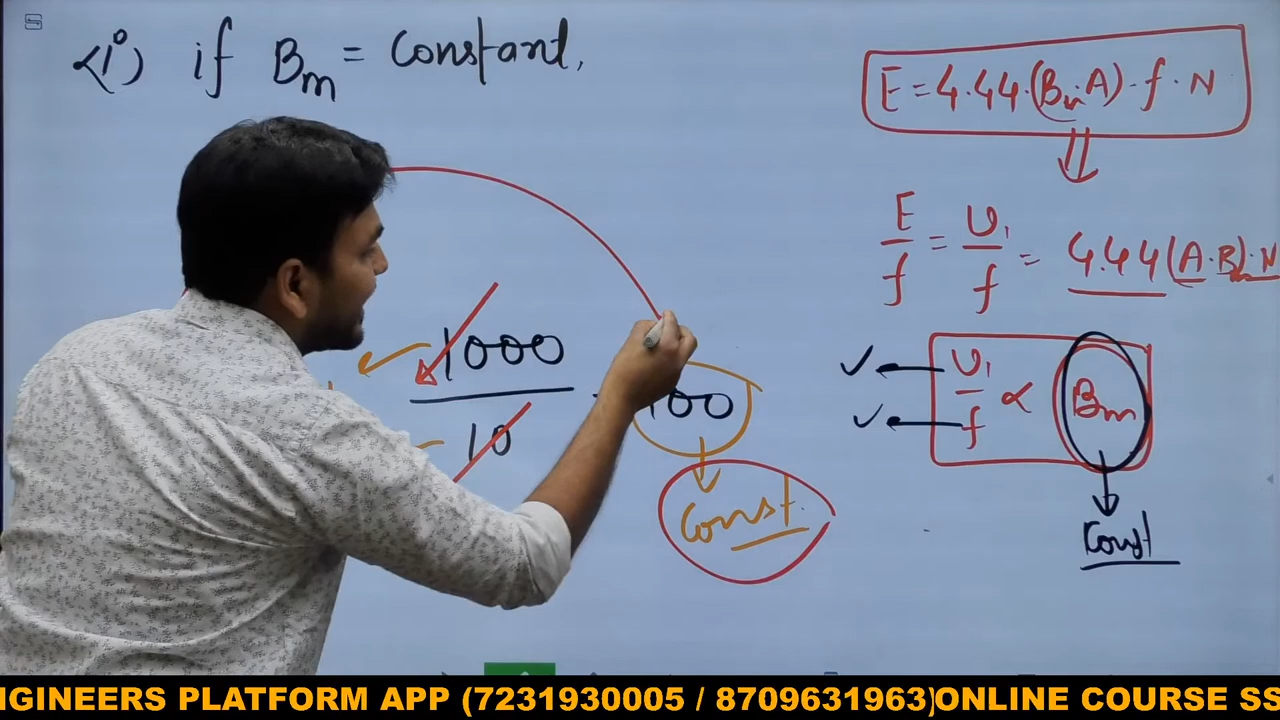 (i) if Bm = Constant,
E = 4.44 (Bm.A) . f . N
E/f = V1/f = 4.44 (A.B)m.N
1000/10
100
Const.
V1/f ∝ Bm
Const
NGINEERS PLATFORM APP (7231930005 / 8709631963) ONLINE COURSE SS